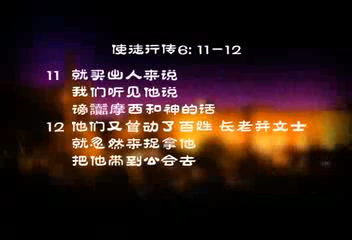 使徒行传6: 11-12
11 就买出人来说
我们听见他说
谤讟摩西和神的话
12 他们又耸动了百姓 长老并文士
就忽然来捉拿他
把他带到公会去